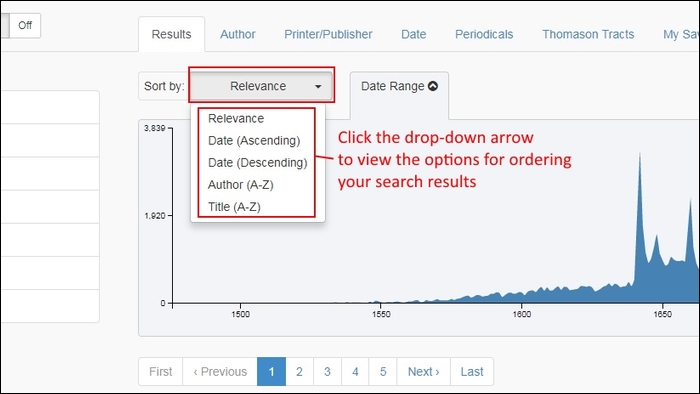 Off
Results Author Printer/Publisher Date Periodicals Thomason Tracts My Sav
Sort by: Relevance Date Range
Relevance
Date (Ascending)
Date (Descending)
Author (A-Z)
Title (A-Z)
Click the drop-down arrow
to view the options for ordering
your search results
3,839
1,920
0
1500 1550 1600 1650
First ‹ Previous 1 2 3 4 5 Next › Last